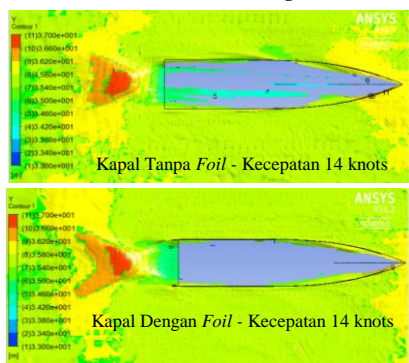 Y
Contour 1
(11)3.700e+001
(10)3.660e+001
(9)3.620e+001
(8)3.580e+001
(7)3.540e+001
(6)3.500e+001
(5)3.460e+001
(4)3.420e+001
(3)3.380e+001
(2)3.340e+001
(1)3.300e+001
[m]
ANSYS
Kapal Tanpa Foil - Kecepatan 14 knots
Y
Contour 1
(11)3.700e+001
(10)3.660e+001
(9)3.620e+001
(8)3.580e+001
(7)3.540e+001
(6)3.500e+001
(5)3.460e+001
(4)3.420e+001
(3)3.380e+001
(2)3.340e+001
(1)3.300e+001
[m]
ANSYS
R16.2
Kapal Dengan Foil - Kecepatan 14 knots